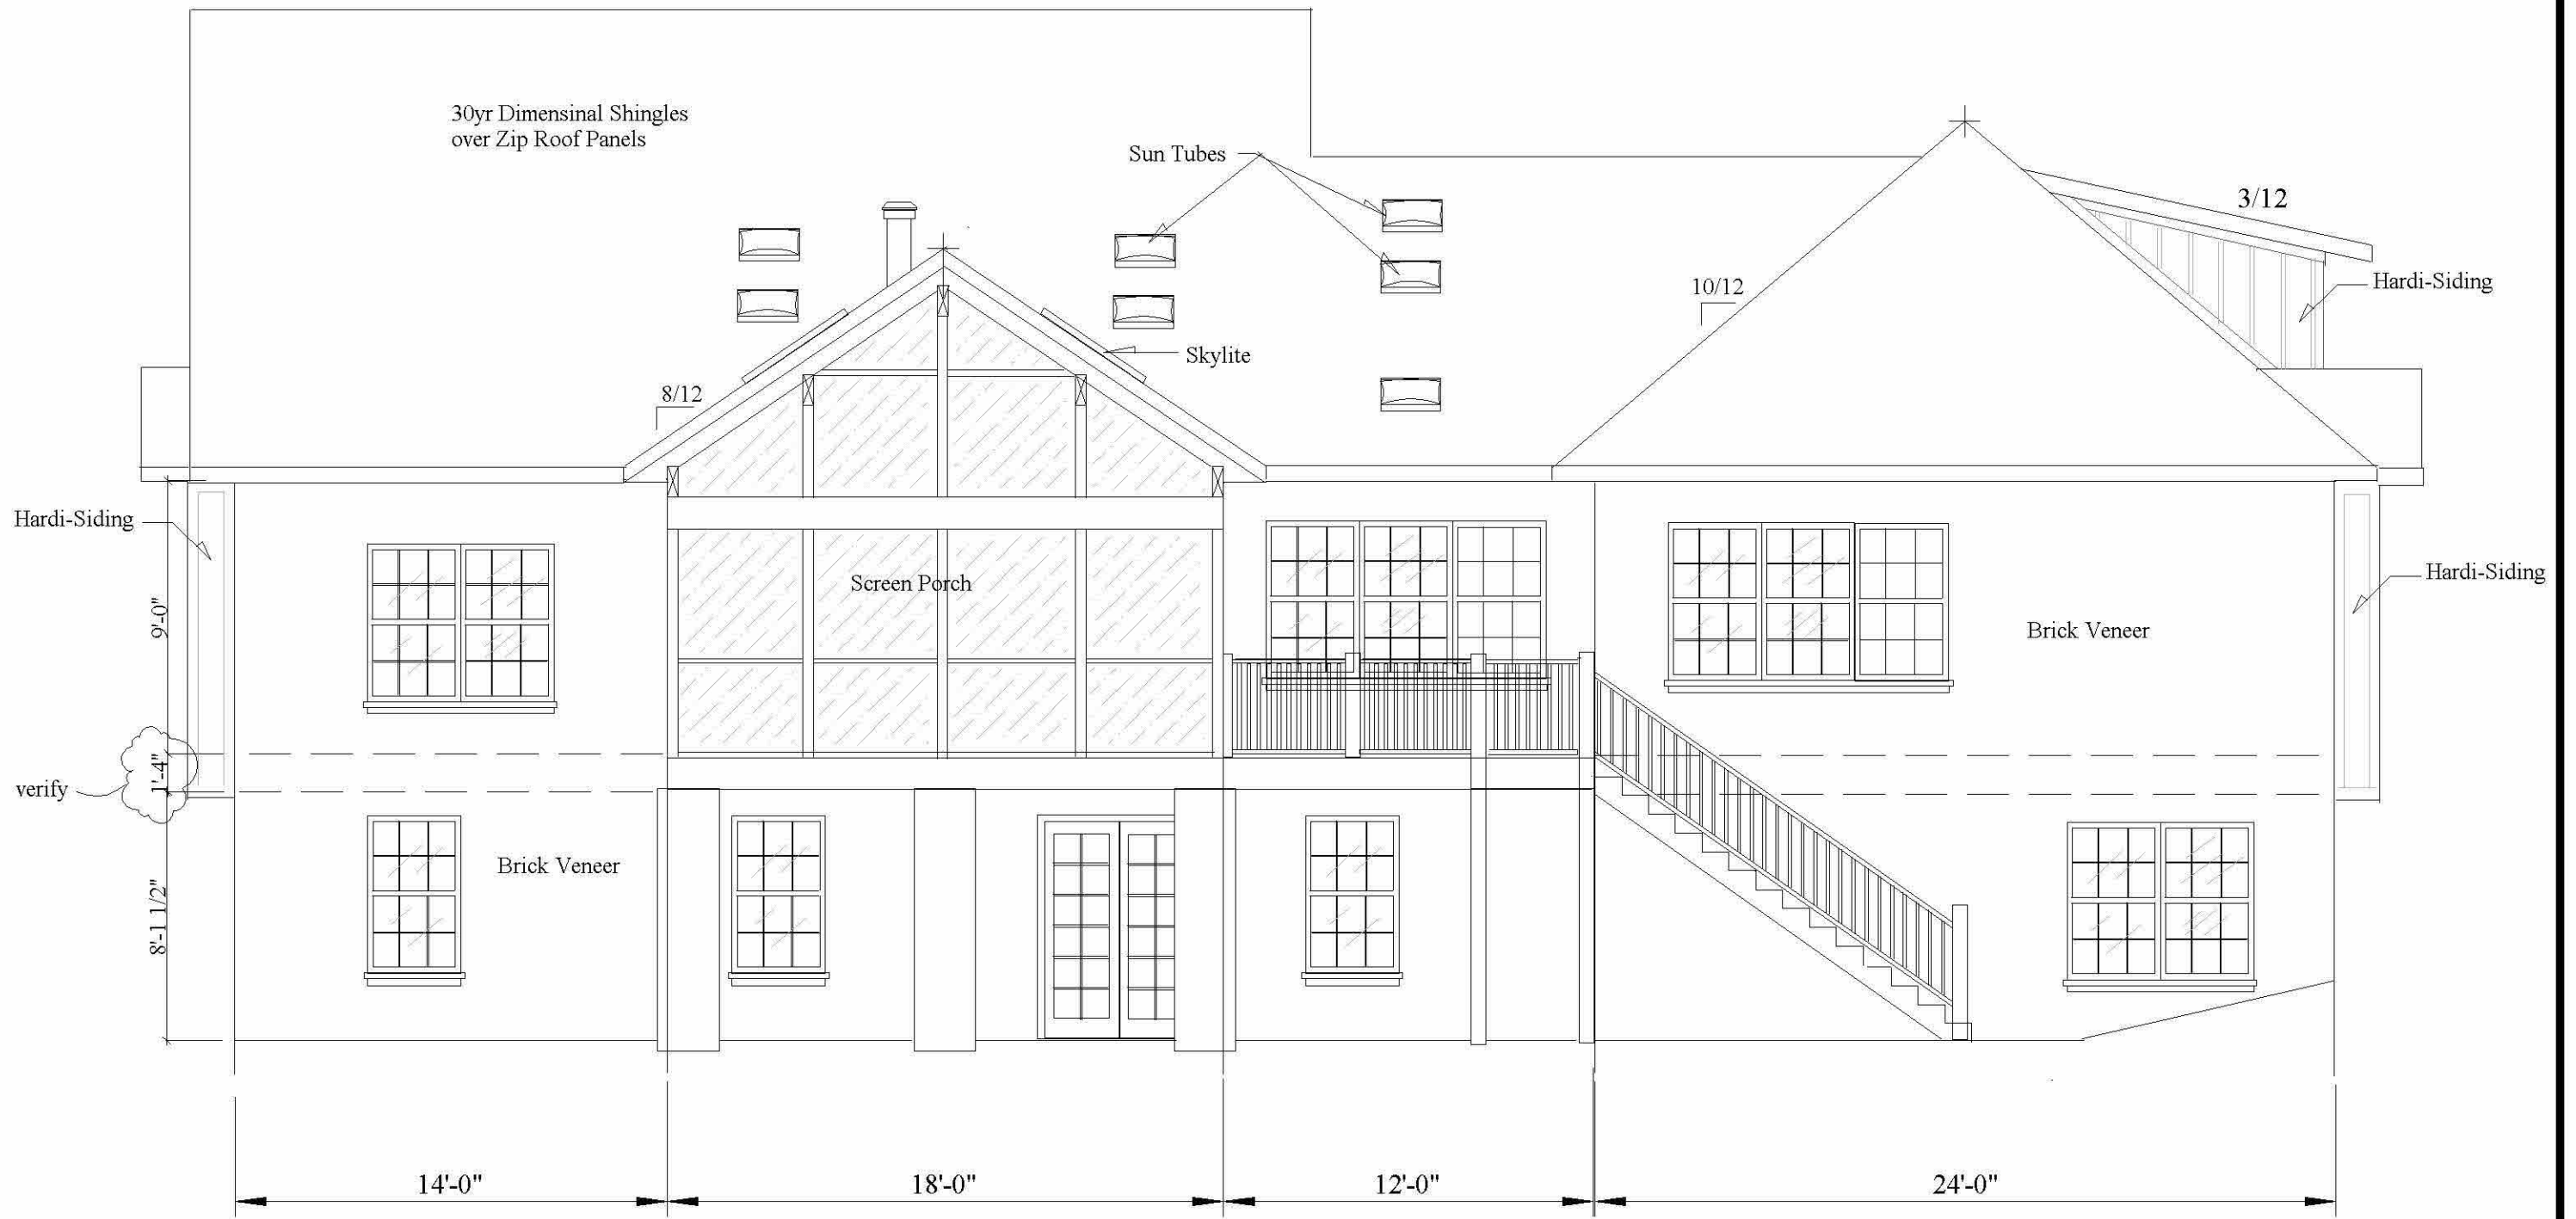 30yr Dimensinal Shingles
over Zip Roof Panels
Sun Tubes
3/12
Hardi-Siding
10/12
Skylite
8/12
Hardi-Siding
Screen Porch
Hardi-Siding
9'-0"
Brick Veneer
1'-4"
verify
Brick Veneer
8'-1 1/2"
14'-0"
18'-0"
12'-0"
24'-0"